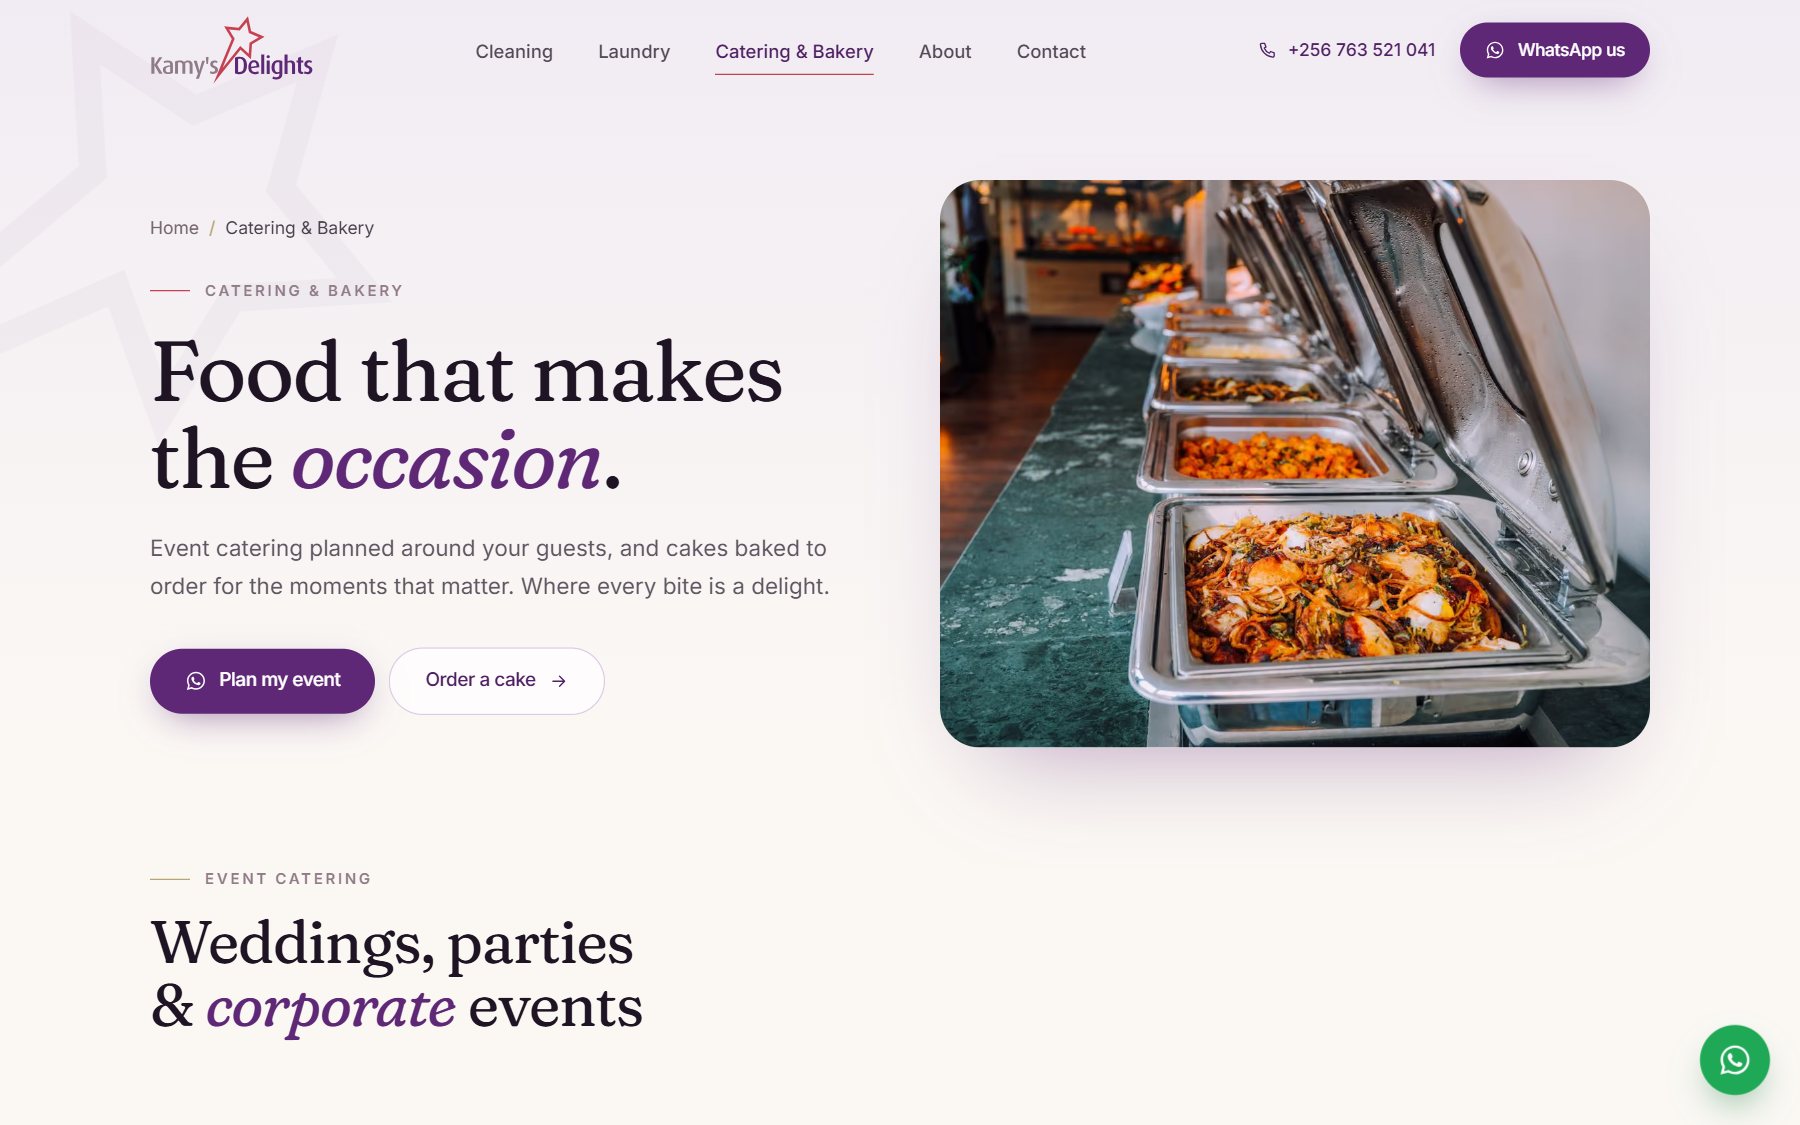 Kamy's Delights
Cleaning
Laundry
Catering & Bakery
About
Contact
+256 763 521 041
WhatsApp us
Home / Catering & Bakery
CATERING & BAKERY
Food that makes
the occasion.
Event catering planned around your guests, and cakes baked to
order for the moments that matter. Where every bite is a delight.
Plan my event
Order a cake →
EVENT CATERING
Weddings, parties
& corporate events